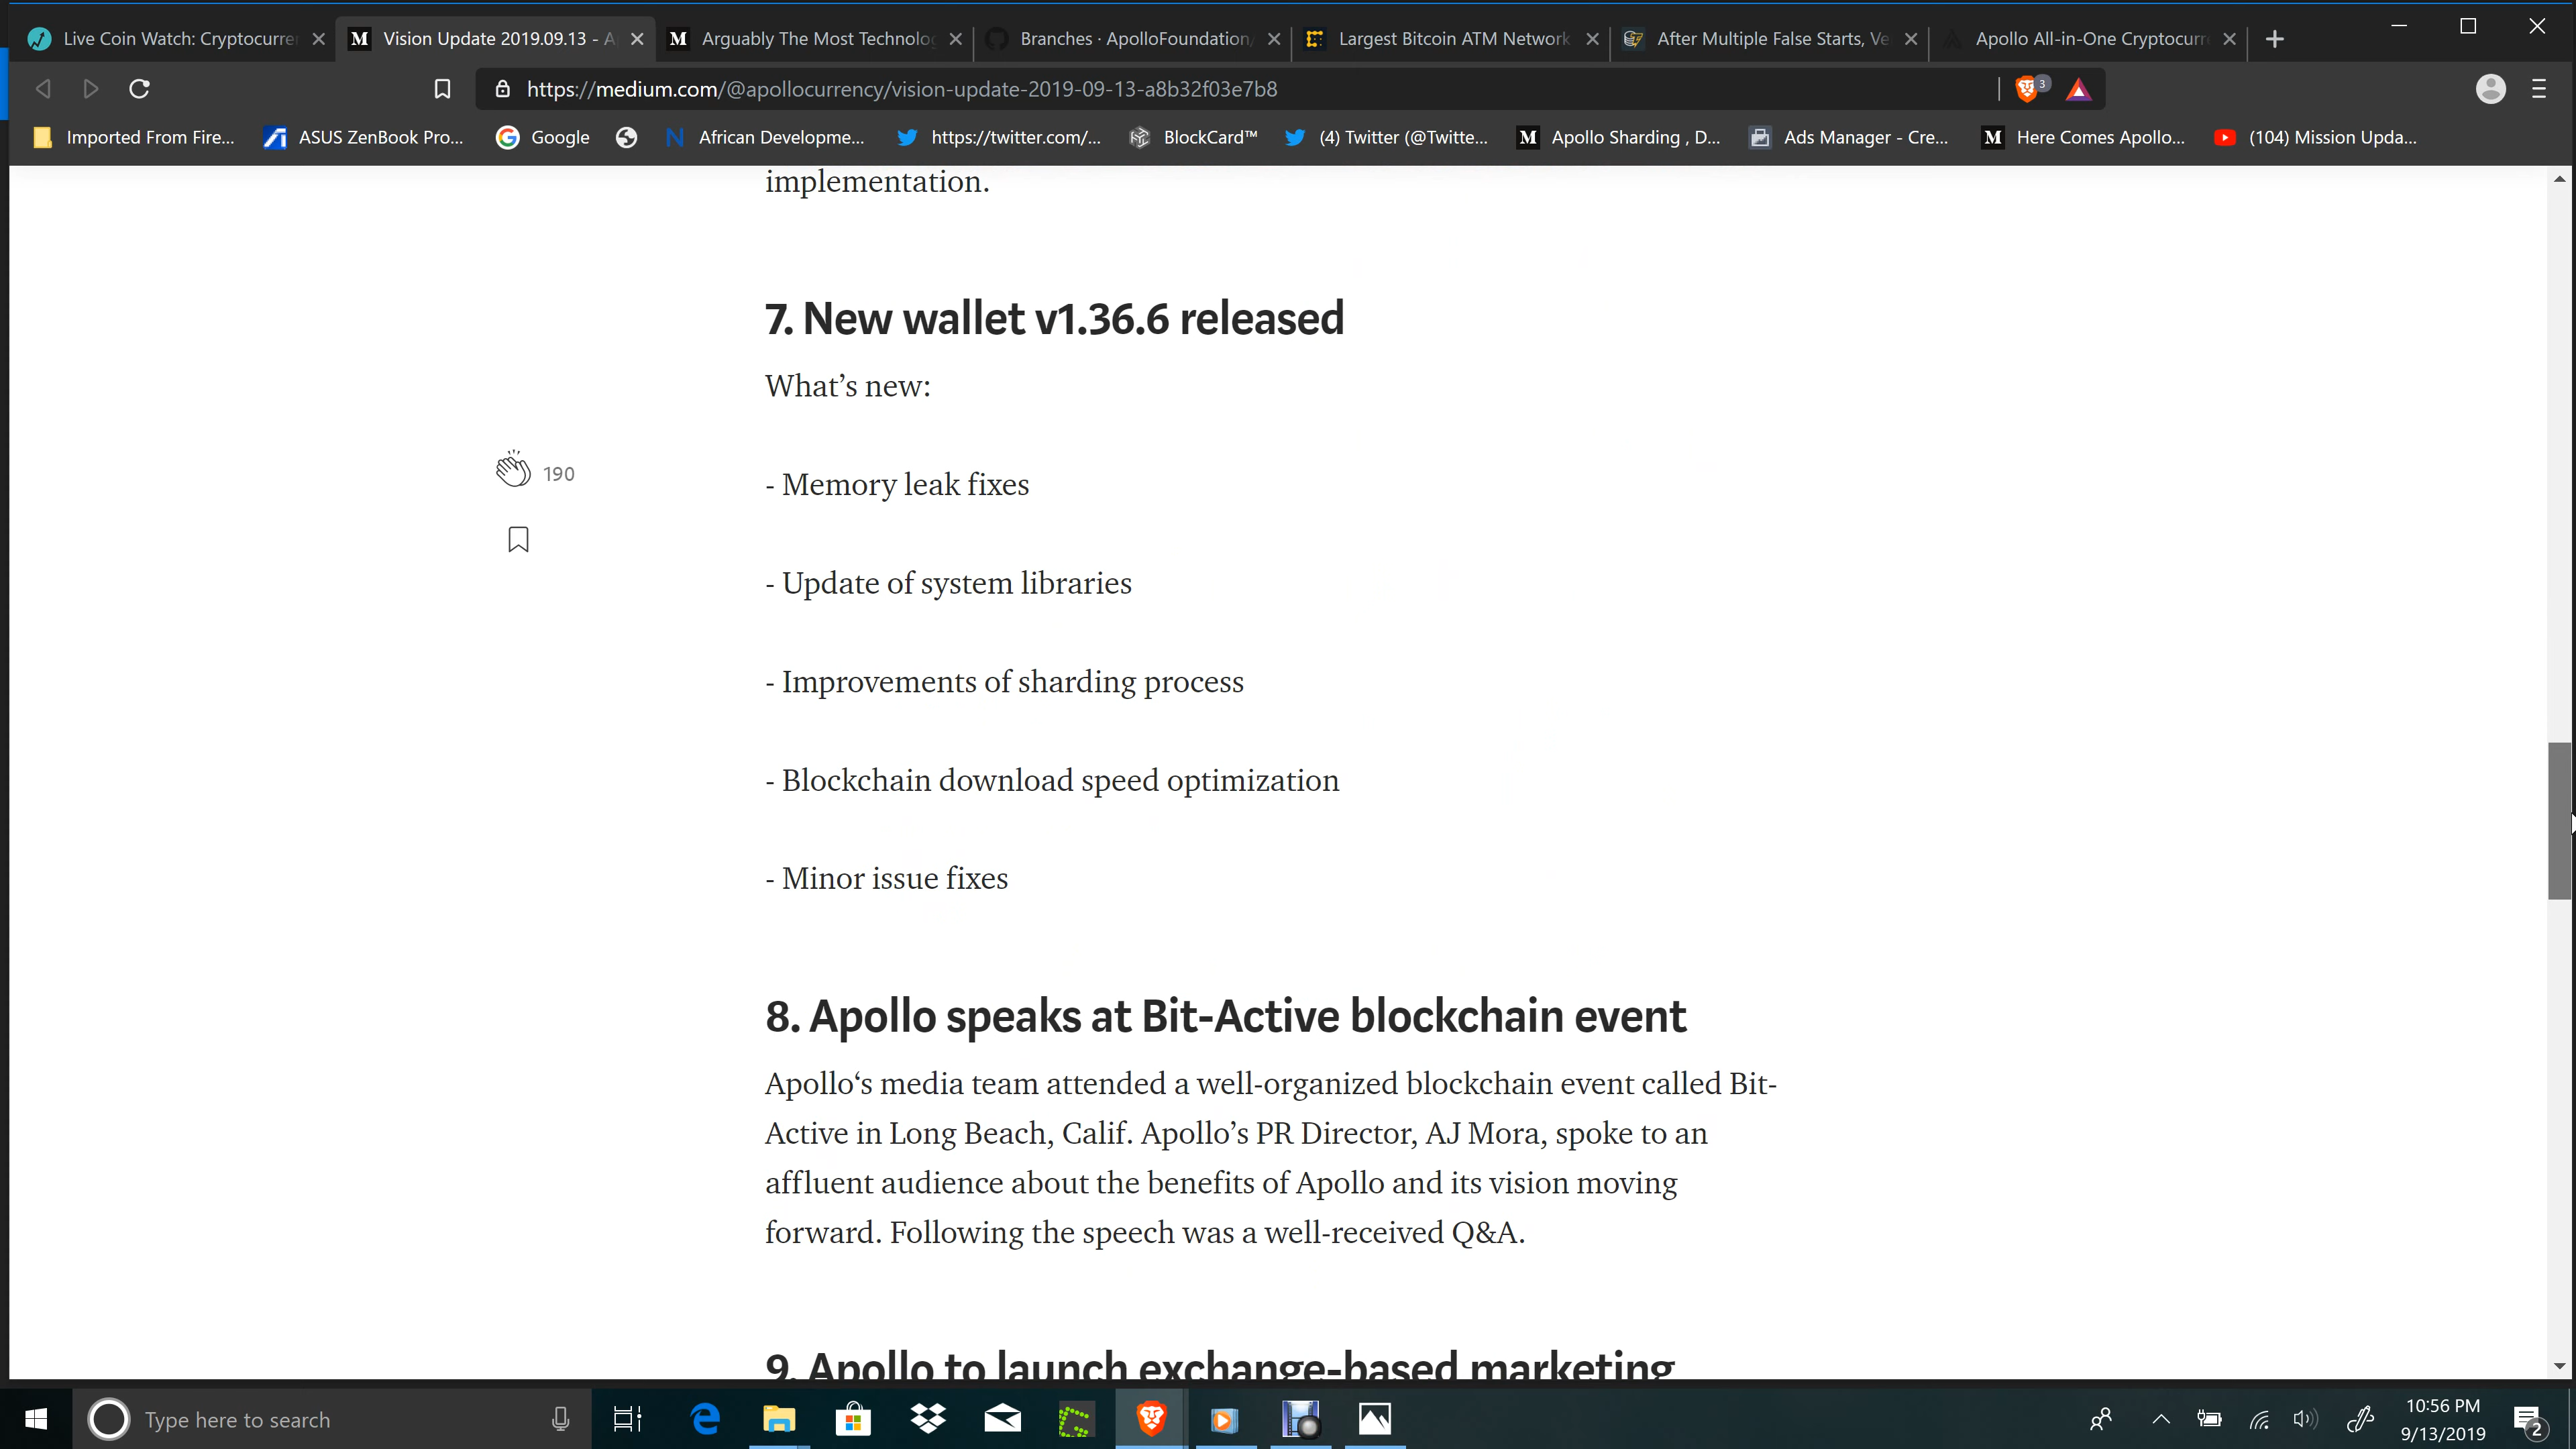 Live Coin Watch: Cryptocurre
Vision Update 2019.09.13 - A
Arguably The Most Technolo
Branches · ApolloFoundation/
Largest Bitcoin ATM Network
After Multiple False Starts, Ve
Apollo All-in-One Cryptocurr
https://medium.com/@apollocurrency/vision-update-2019-09-13-a8b32f03e7b8
3
Imported From Fire...
ASUS ZenBook Pro...
Google
African Developme...
https://twitter.com/...
BlockCard™
(4) Twitter (@Twitte...
Apollo Sharding , D...
Ads Manager - Cre...
Here Comes Apollo...
(104) Mission Upda...
implementation.
7. New wallet v1.36.6 released
What’s new:
190
- Memory leak fixes
- Update of system libraries
- Improvements of sharding process
- Blockchain download speed optimization
- Minor issue fixes
8. Apollo speaks at Bit-Active blockchain event
Apollo‘s media team attended a well-organized blockchain event called Bit-
Active in Long Beach, Calif. Apollo’s PR Director, AJ Mora, spoke to an
affluent audience about the benefits of Apollo and its vision moving
forward. Following the speech was a well-received Q&A.
9. Apollo to launch exchange-based marketing
Type here to search
10:56 PM
9/13/2019
2